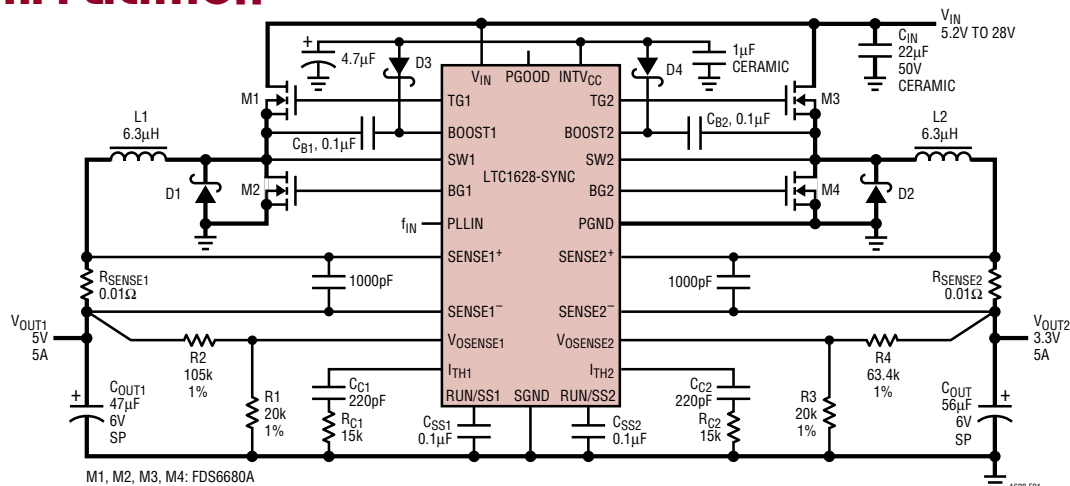 V_IN
5.2V TO 28V
C_IN
22µF
50V
CERAMIC
+
4.7µF
D3
D4
1µF
CERAMIC
V_IN
PGOOD
INTV_CC
M1
TG1
TG2
M3
L1
6.3µH
C_B1, 0.1µF
BOOST1
BOOST2
C_B2, 0.1µF
L2
6.3µH
SW1
SW2
LTC1628-SYNC
D1
M2
BG1
BG2
M4
D2
f_IN
PLLIN
PGND
SENSE1+
SENSE2+
R_SENSE1
0.01Ω
1000pF
1000pF
R_SENSE2
0.01Ω
SENSE1–
SENSE2–
V_OUT1
5V
5A
V_OSENSE1
V_OSENSE2
V_OUT2
3.3V
5A
R2
105k
1%
R4
63.4k
1%
I_TH1
I_TH2
+
C_OUT1
47µF
6V
SP
R1
20k
1%
C_C1
220pF
R_C1
15k
RUN/SS1
SGND
RUN/SS2
C_SS1
0.1µF
C_SS2
0.1µF
C_C2
220pF
R_C2
15k
R3
20k
1%
C_OUT
56µF
6V
SP
+
M1, M2, M3, M4: FDS6680A